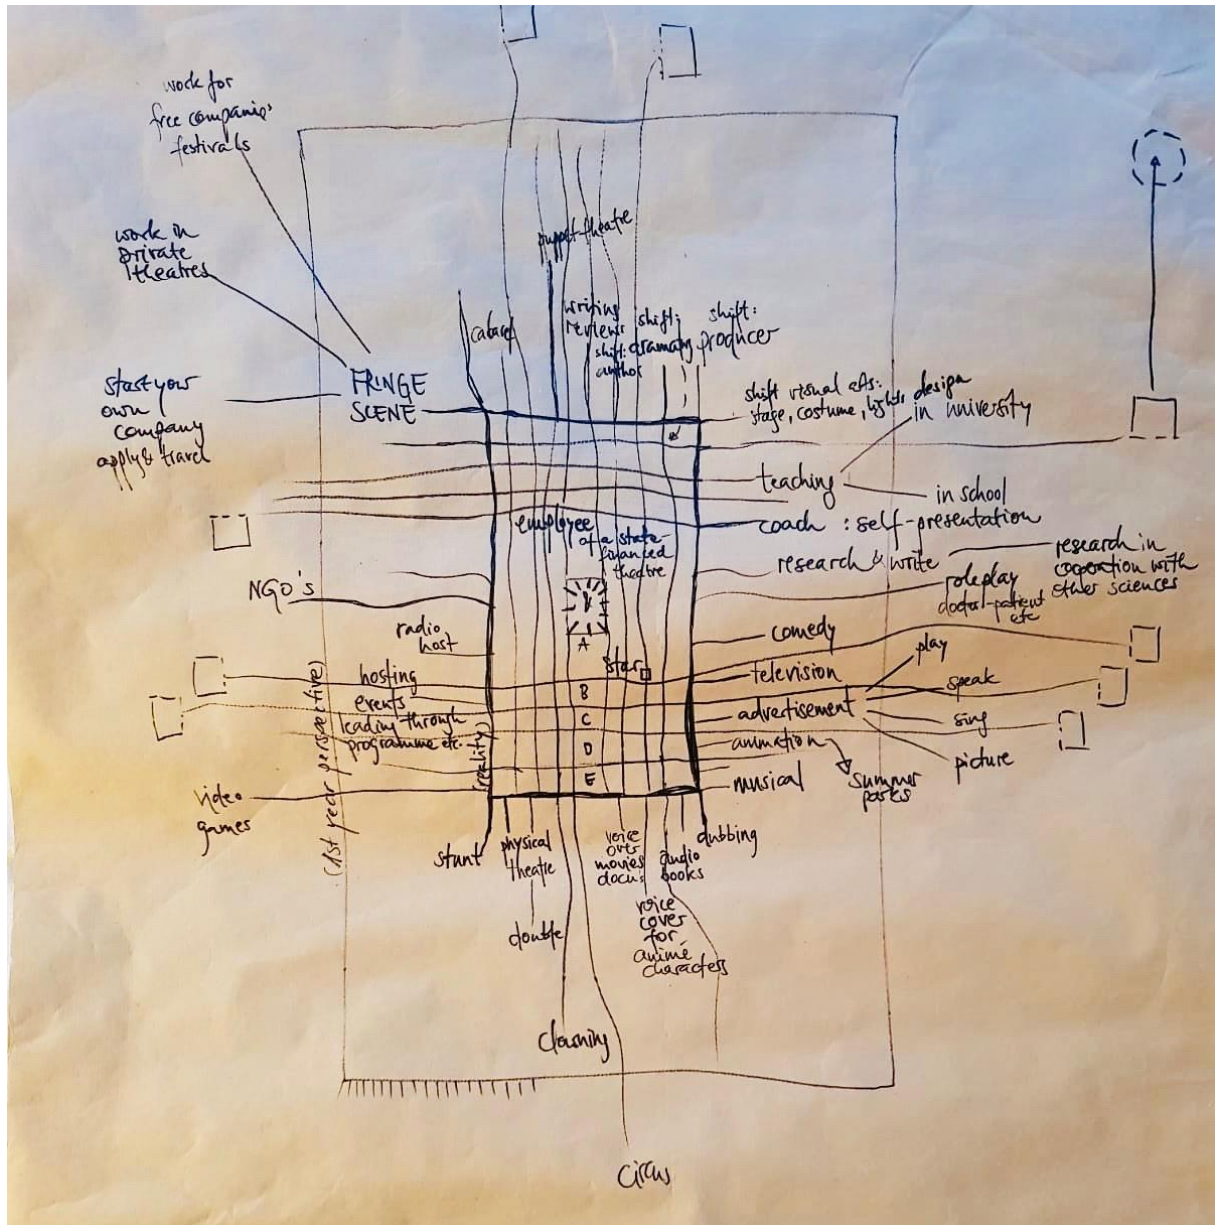 work for
free companies
festivals
work in
private
theatres
start your
own
company
apply & travel
FRINGE
SCENE
cabaret
puppet-theatre
writing
reviews
shift:
author
shift:
dramaturg
shift:
producer
shift visual arts:
stage, costume, lights design
in university
teaching
in school
coach : self-presentation
research & write
research in
cooperation with
other sciences
roleplay
doctor-patient
etc
employee
of a state-
financed
theatre
A
B
C
D
E
star
NGO's
radio
host
hosting
events
leading through
programme etc.
video
games
(1st year perspective)
(reality)
comedy
television
play
speak
advertisement
sing
picture
animation
summer
parks
musical
stunt
physical
theatre
double
voice
over
movies
docus
audio
books
dubbing
voice
cover
for
animé
characters
clowning
circus